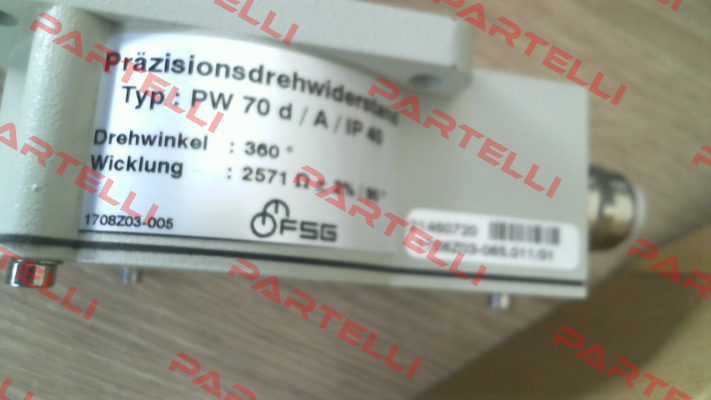 Präzisionsdrehwiderstand
Typ : PW 70 d / A / IP 40
Drehwinkel : 360 °
Wicklung : 2571 Ω
1708Z03-005
FSG
PARTELLI
PARTELLI
PARTELLI
PARTELLI
PARTELLI
PARTELLI
PARTELLI
PARTELLI
PARTELLI
PARTELLI